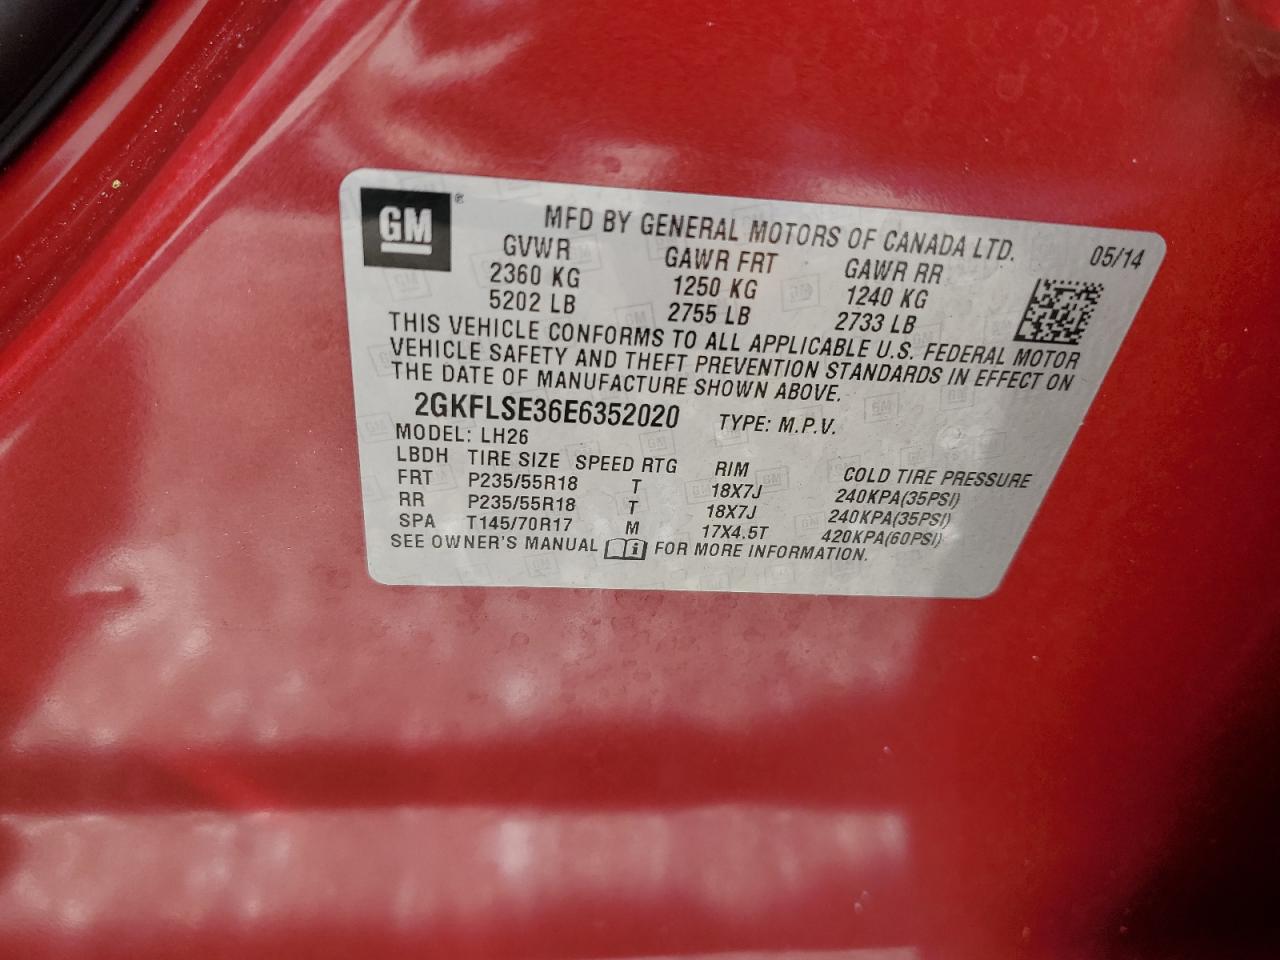 GM ® MFD BY GENERAL MOTORS OF CANADA LTD. 05/14
GVWR GAWR FRT GAWR RR
2360 KG 1250 KG 1240 KG
5202 LB 2755 LB 2733 LB
THIS VEHICLE CONFORMS TO ALL APPLICABLE U.S. FEDERAL MOTOR
VEHICLE SAFETY AND THEFT PREVENTION STANDARDS IN EFFECT ON
THE DATE OF MANUFACTURE SHOWN ABOVE.
2GKFLSE36E6352020 TYPE: M.P.V.
MODEL: LH26
LBDH TIRE SIZE SPEED RTG RIM COLD TIRE PRESSURE
FRT P235/55R18 T 18X7J 240KPA(35PSI)
RR P235/55R18 T 18X7J 240KPA(35PSI)
SPA T145/70R17 M 17X4.5T 420KPA(60PSI)
SEE OWNER'S MANUAL i FOR MORE INFORMATION.